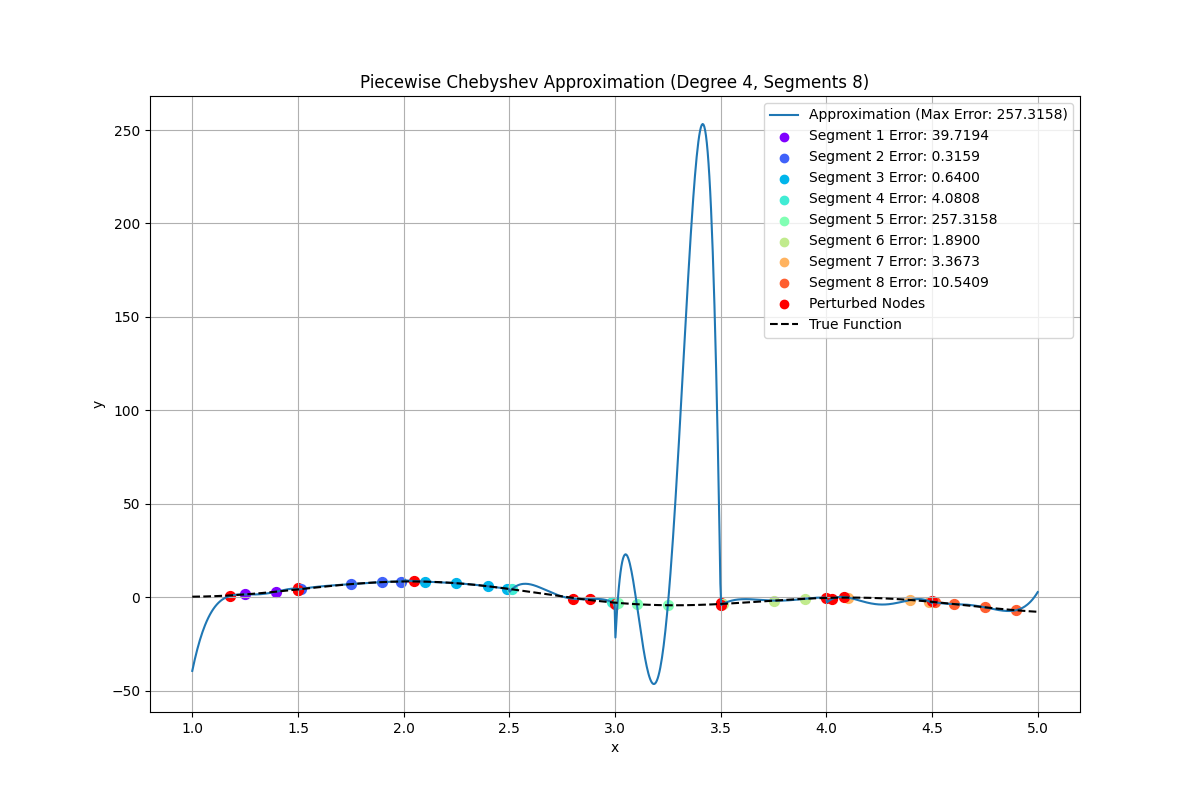 Piecewise Chebyshev Approximation (Degree 4, Segments 8)
Approximation (Max Error: 257.3158)
Segment 1 Error: 39.7194
Segment 2 Error: 0.3159
Segment 3 Error: 0.6400
Segment 4 Error: 4.0808
Segment 5 Error: 257.3158
Segment 6 Error: 1.8900
Segment 7 Error: 3.3673
Segment 8 Error: 10.5409
Perturbed Nodes
True Function
250
200
150
100
50
0
−50
y
1.0 1.5 2.0 2.5 3.0 3.5 4.0 4.5 5.0
x